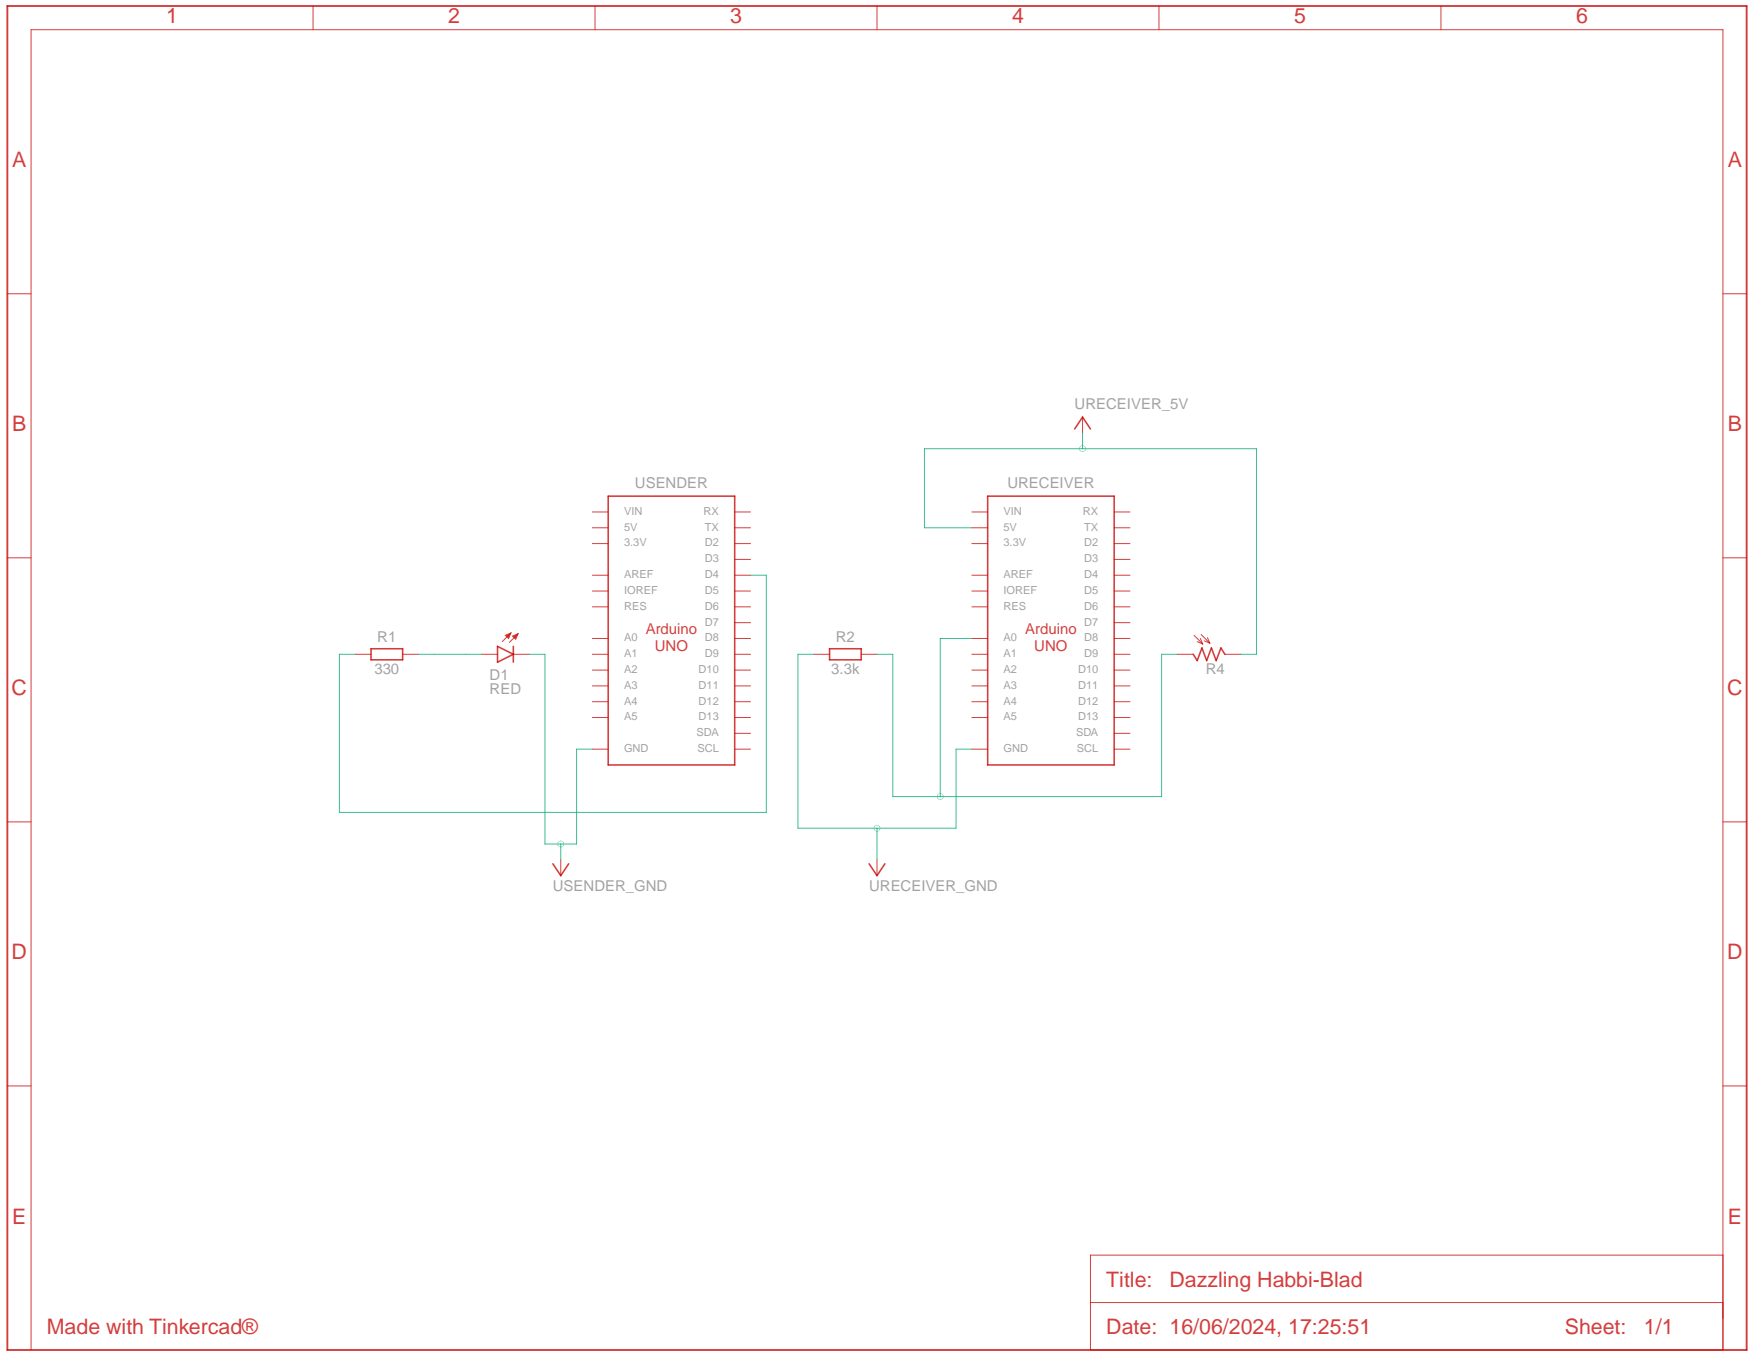 1 2 3 4 5 6
A A
B B
C C
D D
E E
URECEIVER_5V
USENDER
VIN RX
5V TX
3.3V D2
D3
AREF D4
IOREF D5
RES D6
D7
A0 D8
A1 D9
A2 D10
A3 D11
A4 D12
A5 D13
SDA
GND SCL
Arduino
UNO
R1
330
D1
RED
USENDER_GND
URECEIVER
VIN RX
5V TX
3.3V D2
D3
AREF D4
IOREF D5
RES D6
D7
A0 D8
A1 D9
A2 D10
A3 D11
A4 D12
A5 D13
SDA
GND SCL
Arduino
UNO
R2
3.3k
R4
URECEIVER_GND
Title: Dazzling Habbi-Blad
Date: 16/06/2024, 17:25:51 Sheet: 1/1
Made with Tinkercad®